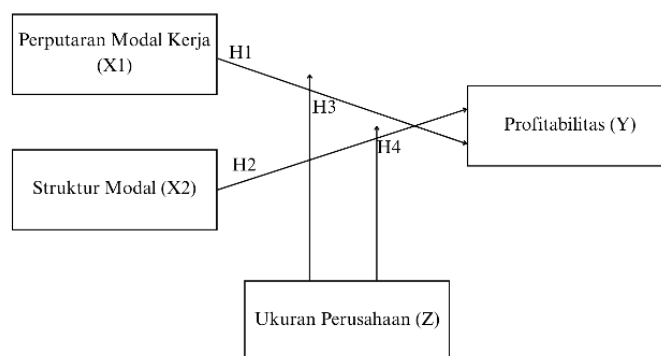 Perputaran Modal Kerja
(X1)
H1
H3
Profitabilitas (Y)
H4
H2
Struktur Modal (X2)
Ukuran Perusahaan (Z)